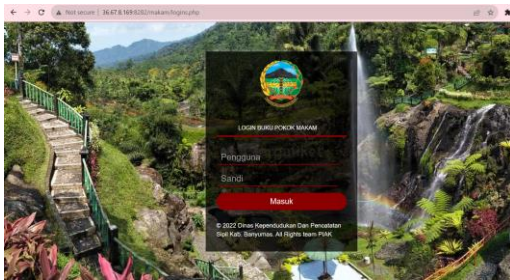 Not secure | 36.67.8.169:8282/makam/logins.php
LOGIN BUKU POKOK MAKAM
Pengguna
Sandi
Masuk
© 2022 Dinas Kependudukan Dan Pencatatan
Sipil Kab. Banyumas. All Rights team PIAK